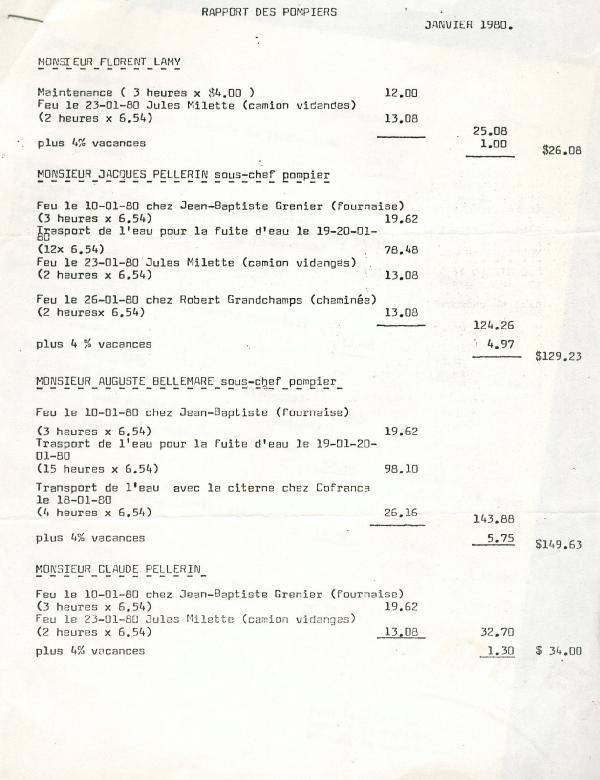 RAPPORT DES POMPIERS
JANVIER 1980.
MONSIEUR FLORENT LAMY
Maintenance ( 3 heures x $4.00 ) 12.00
Feu le 23-01-80 Jules Milette (camion vidandes)
(2 heures x 6.54) 13.08
25.08
plus 4% vacances 1.00 $26.08
MONSIEUR JACQUES PELLERIN sous-chef pompier
Feu le 10-01-80 chez Jean-Baptiste Grenier (fournaise)
(3 heures x 6.54) 19.62
Trasport de l'eau pour la fuite d'eau le 19-20-01-
80
(12x 6.54) 78.48
Feu le 23-01-80 Jules Milette (camion vidanges)
(2 heures x 6.54) 13.08
Feu le 26-01-80 chez Robert Grandchamps (cheminée)
(2 heuresx 6.54) 13.08
124.26
plus 4 % vacances 4.97
$129.23
MONSIEUR AUGUSTE BELLEMARE sous-chef pompier
Feu le 10-01-80 chez Jean-Baptiste (fournaise)
(3 heures x 6.54) 19.62
Trasport de l'eau pour la fuite d'eau le 19-01-20-
01-80
(15 heures x 6.54) 98.10
Transport de l'eau avec la citerne chez Cofranca
le 18-01-80
(4 heures x 6.54) 26.16
143.88
plus 4% vacances 5.75 $149.63
MONSIEUR CLAUDE PELLERIN
Feu le 10-01-80 chez Jean-Baptiste Grenier (fournaise)
(3 heures x 6.54) 19.62
Feu le 23-01-80 Jules Milette (camion vidanges)
(2 heures x 6.54) 13.08 32.70
plus 4% vacances 1.30 $ 34.00